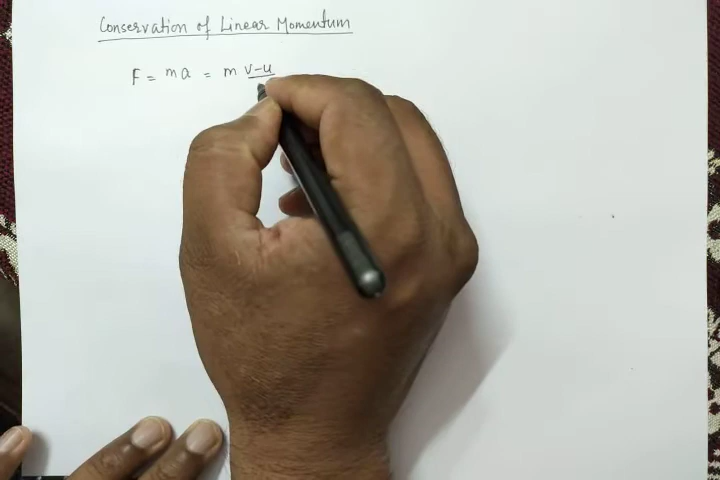 Conservation of Linear Momentum
F = ma = m v-u